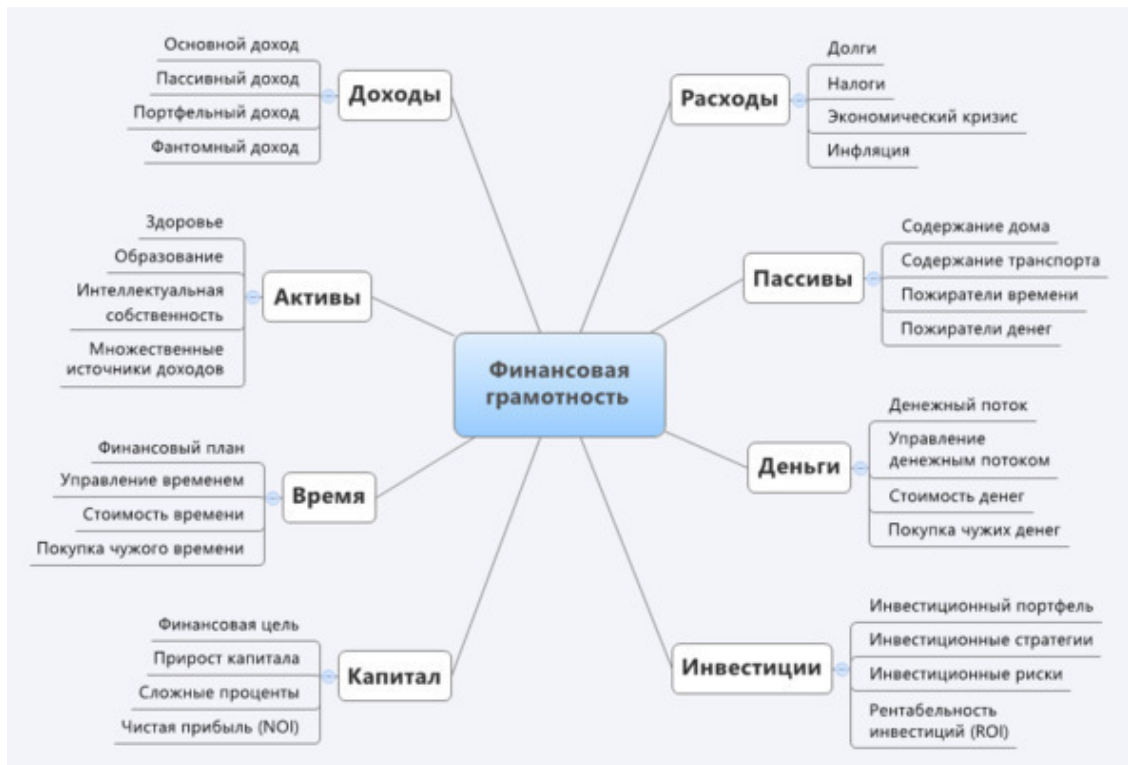 Финансовая
грамотность
Доходы
Основной доход
Пассивный доход
Портфельный доход
Фантомный доход
Активы
Здоровье
Образование
Интеллектуальная
собственность
Множественные
источники доходов
Время
Финансовый план
Управление временем
Стоимость времени
Покупка чужого времени
Капитал
Финансовая цель
Прирост капитала
Сложные проценты
Чистая прибыль (NOI)
Расходы
Долги
Налоги
Экономический кризис
Инфляция
Пассивы
Содержание дома
Содержание транспорта
Пожиратели времени
Пожиратели денег
Деньги
Денежный поток
Управление
денежным потоком
Стоимость денег
Покупка чужих денег
Инвестиции
Инвестиционный портфель
Инвестиционные стратегии
Инвестиционные риски
Рентабельность
инвестиций (ROI)